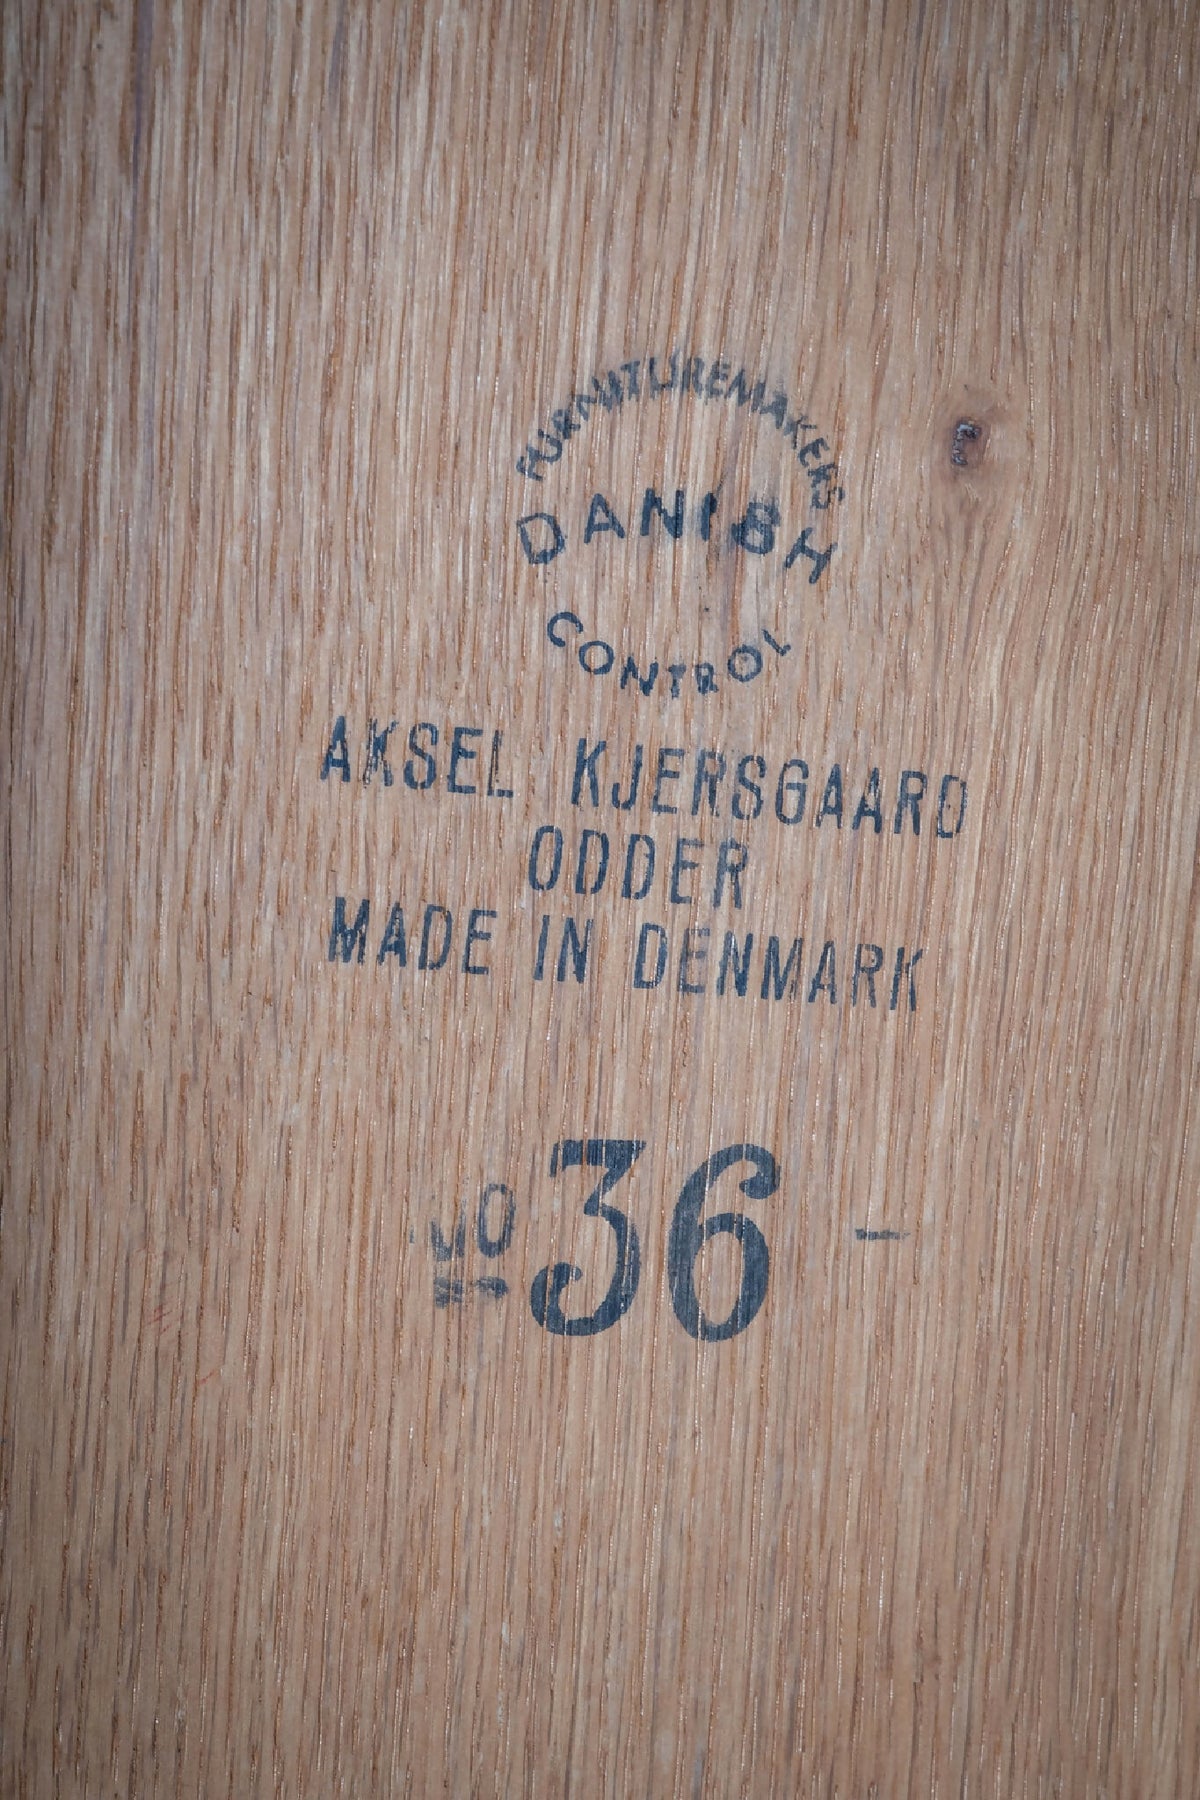 FURNITUREMAKERS
DANISH
CONTROL
AKSEL KJERSGAARD
ODDER
MADE IN DENMARK
NO 36 -